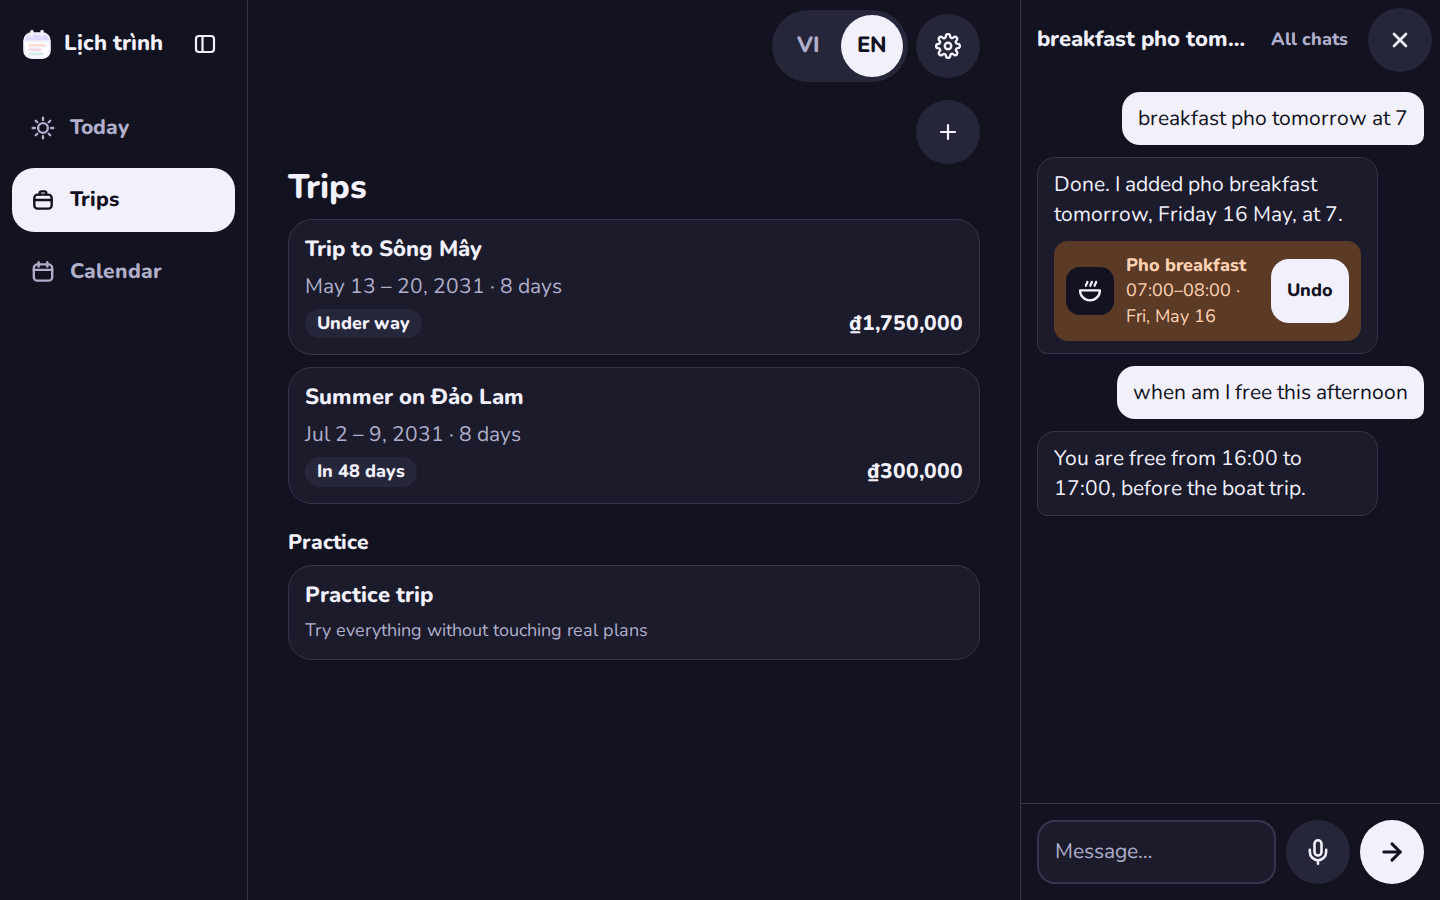 Lịch trình
Today
Trips
Calendar
VI
EN
Trips
Trip to Sông Mây
May 13 – 20, 2031 · 8 days
Under way
₫1,750,000
Summer on Đảo Lam
Jul 2 – 9, 2031 · 8 days
In 48 days
₫300,000
Practice
Practice trip
Try everything without touching real plans
breakfast pho tom...
All chats
breakfast pho tomorrow at 7
Done. I added pho breakfast
tomorrow, Friday 16 May, at 7.
Pho breakfast
07:00–08:00 ·
Fri, May 16
Undo
when am I free this afternoon
You are free from 16:00 to
17:00, before the boat trip.
Message...